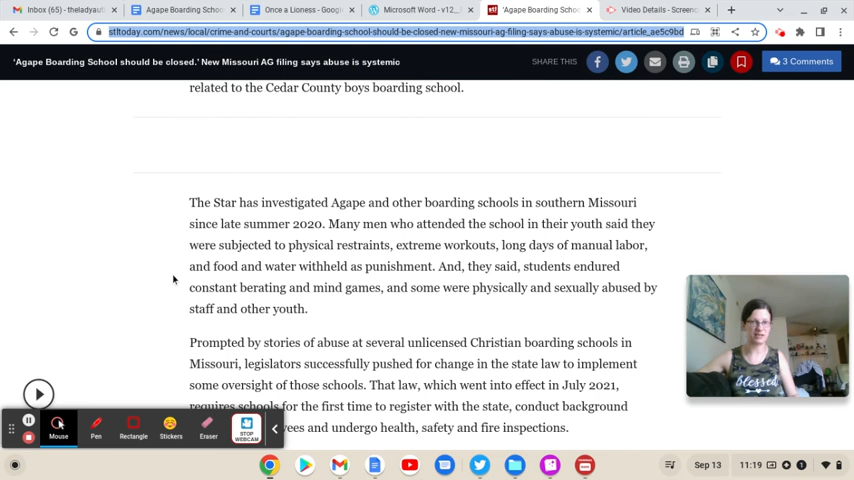 Inbox (65) - theladyauti
Agape Boarding School
Once a Lioness - Google
Microsoft Word - v12_
'Agape Boarding School
Video Details - Screenc
stltoday.com/news/local/crime-and-courts/agape-boarding-school-should-be-closed-new-missouri-ag-filing-says-abuse-is-systemic/article_ae5c9bd
'Agape Boarding School should be closed.' New Missouri AG filing says abuse is systemic
SHARE THIS
3 Comments
related to the Cedar County boys boarding school.
The Star has investigated Agape and other boarding schools in southern Missouri
since late summer 2020. Many men who attended the school in their youth said they
were subjected to physical restraints, extreme workouts, long days of manual labor,
and food and water withheld as punishment. And, they said, students endured
constant berating and mind games, and some were physically and sexually abused by
staff and other youth.
Prompted by stories of abuse at several unlicensed Christian boarding schools in
Missouri, legislators successfully pushed for change in the state law to implement
some oversight of those schools. That law, which went into effect in July 2021,
requires schools for the first time to register with the state, conduct background
ees and undergo health, safety and fire inspections.
Blessed
Mouse
Pen
Rectangle
Stickers
Eraser
STOP
WEBCAM
Sep 13
11:19